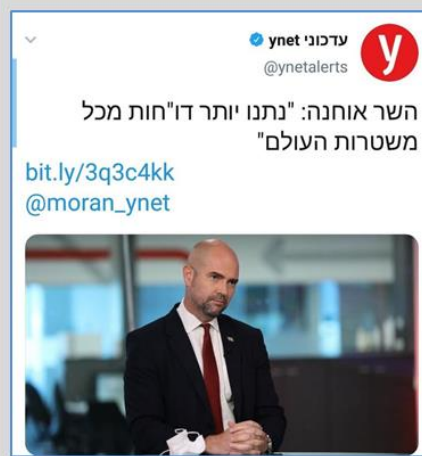 עדכוני ynet
@ynetalerts
השר אוחנה: "נתנו יותר דו"חות מכל
משטרות העולם"
bit.ly/3q3c4kk
@moran_ynet